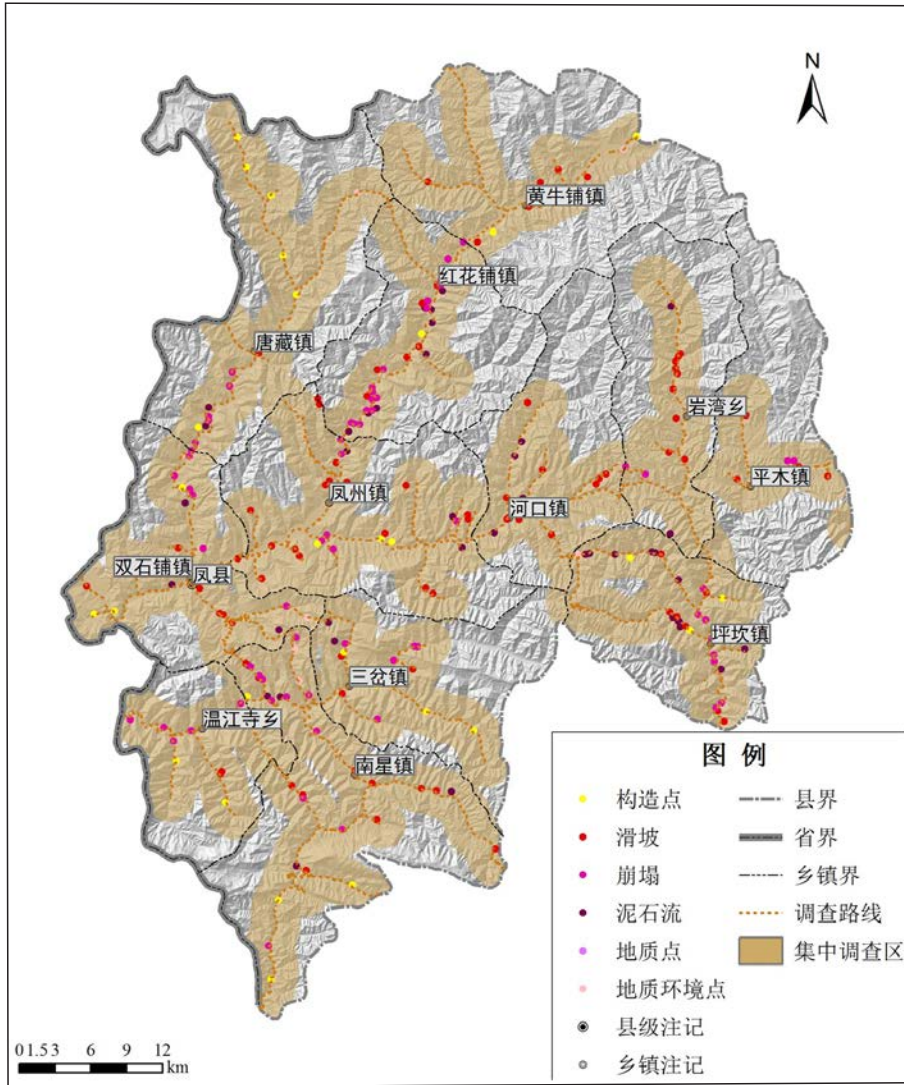 N
黄牛铺镇
红花铺镇
唐藏镇
岩湾乡
平木镇
凤州镇
河口镇
双石铺镇
凤县
坪坎镇
三岔镇
温江寺乡
南星镇
图 例
构造点
县界
滑坡
省界
崩塌
乡镇界
泥石流
调查路线
地质点
集中调查区
地质环境点
县级注记
乡镇注记
0 1.5 3 6 9 12
km